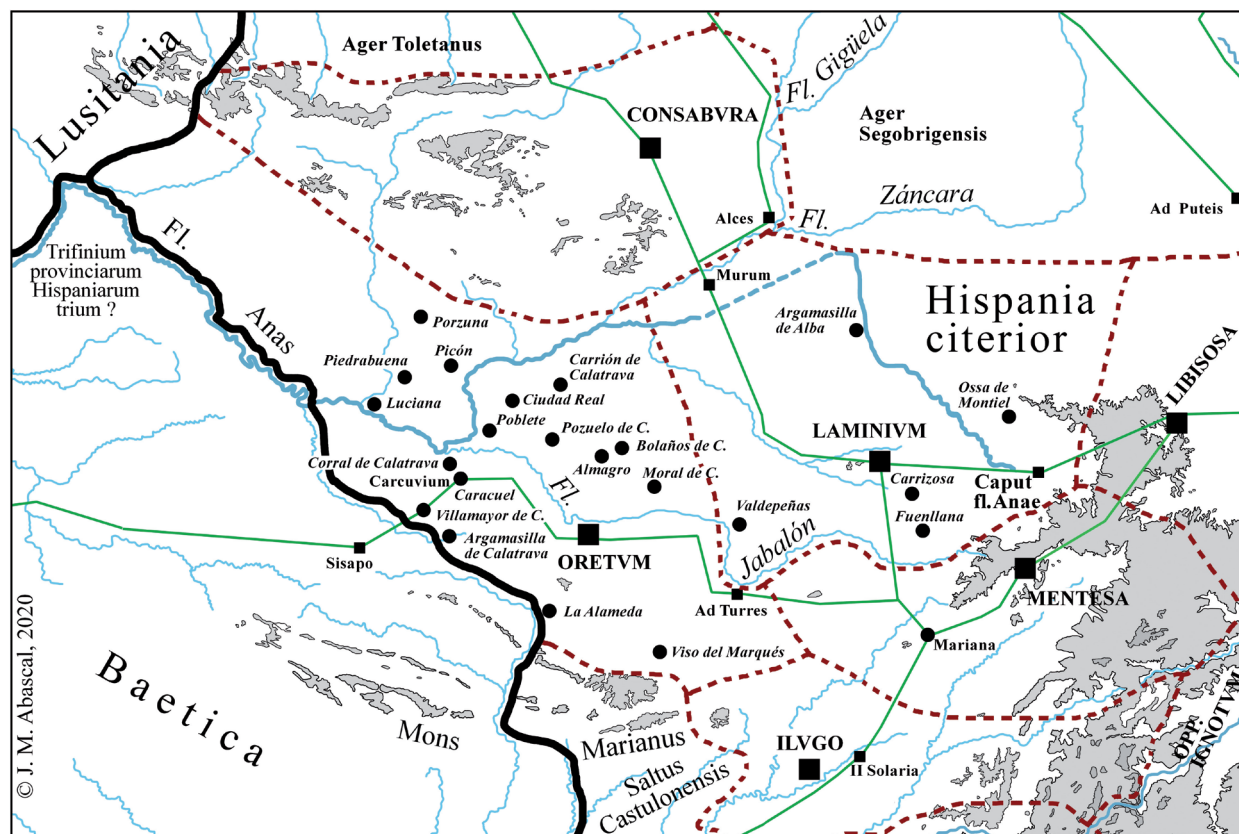 Lusitania
Ager Toletanus
CONSABVRA
Fl. Gigüela
Ager
Segobrigensis
Záncara
Fl.
Alces
Ad Puteis
Fl.
Anas
Trifinium
provinciarum
Hispaniarum
trium ?
Murum
Hispania
citerior
Argamasilla
de Alba
Porzuna
Picón
Piedrabuena
Luciana
Carrión de
Calatrava
Ciudad Real
Poblete
Pozuelo de C.
Bolaños de C.
Almagro
Moral de C.
Ossa de
Montiel
LIBISOSA
LAMINIVM
Caput
fl.Anae
Carrizosa
Fuenllana
Corral de Calatrava
Carcuvium
Caracuel
Villamayor de C.
Argamasilla
de Calatrava
Sisapo
Fl.
Jabalón
Valdepeñas
ORETVM
Ad Turres
MENTESA
Mariana
La Alameda
Viso del Marqués
Baetica
Mons
Marianus
Saltus
Castulonensis
ILVGO
II Solaria
OPP.
IGNOTVM
© J. M. Abascal, 2020